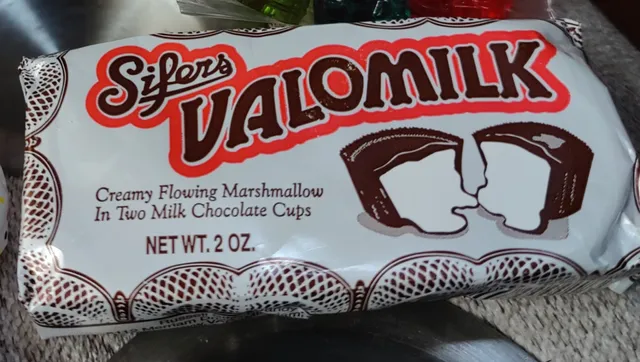 Sifers
VALOMILK
Creamy Flowing Marshmallow
In Two Milk Chocolate Cups
NET WT. 2 OZ.